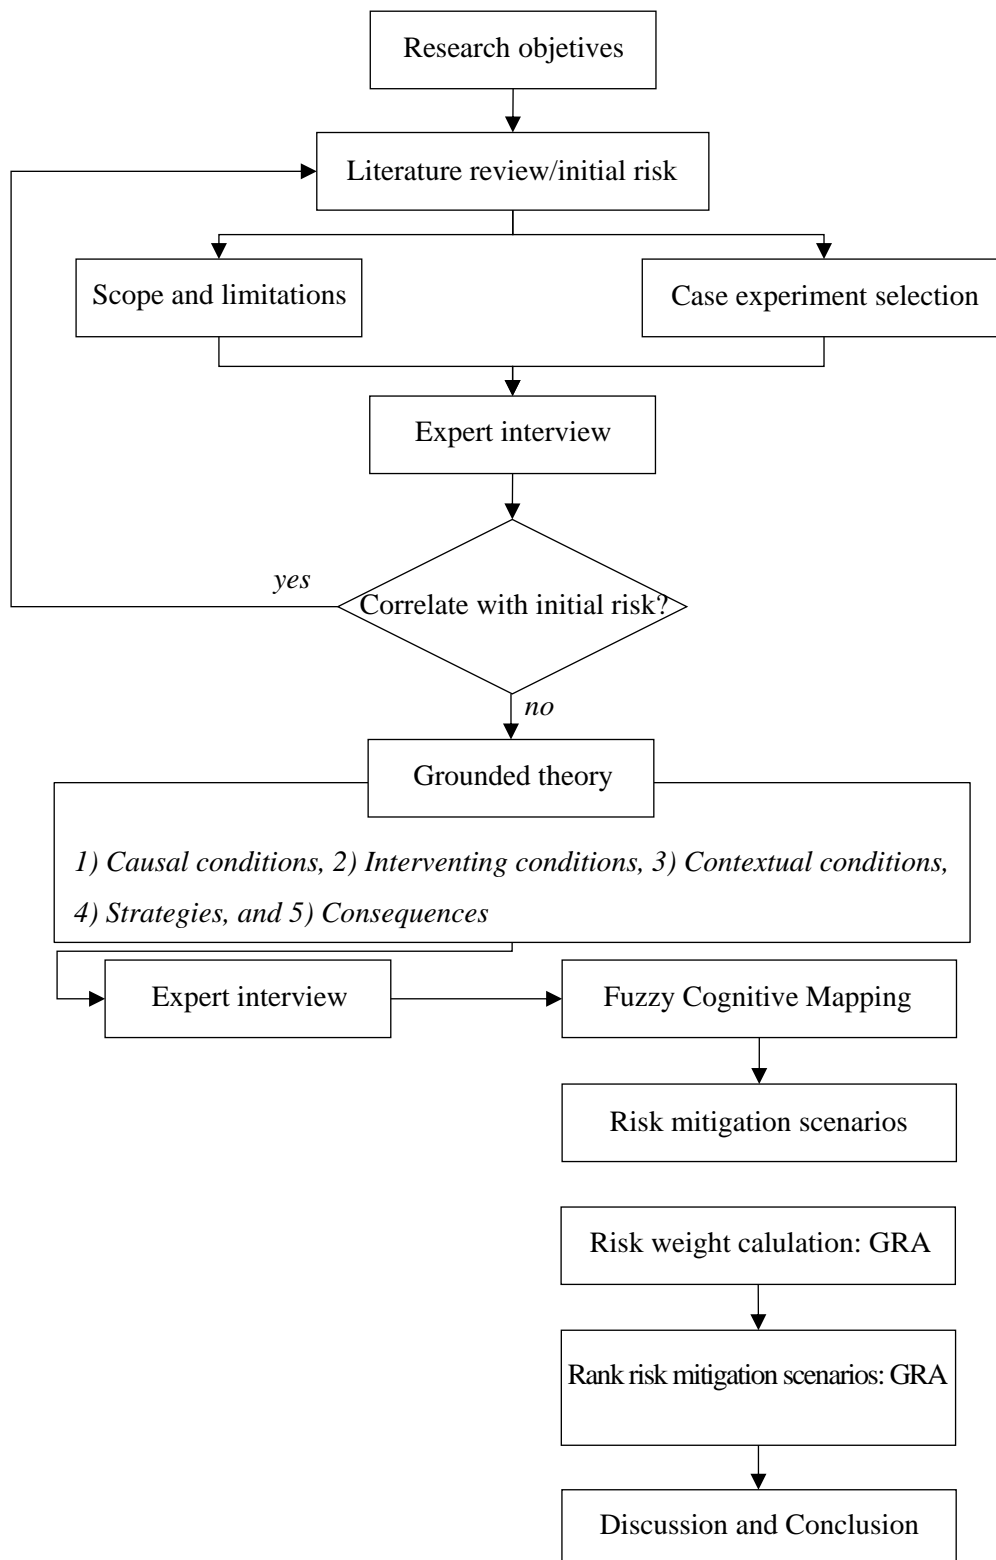 Research objetives
Literature review/initial risk
Scope and limitations
Case experiment selection
Expert interview
yes
Correlate with initial risk?
no
Grounded theory
1) Causal conditions, 2) Interventing conditions, 3) Contextual conditions,
4) Strategies, and 5) Consequences
Expert interview
Fuzzy Cognitive Mapping
Risk mitigation scenarios
Risk weight calulation: GRA
Rank risk mitigation scenarios: GRA
Discussion and Conclusion